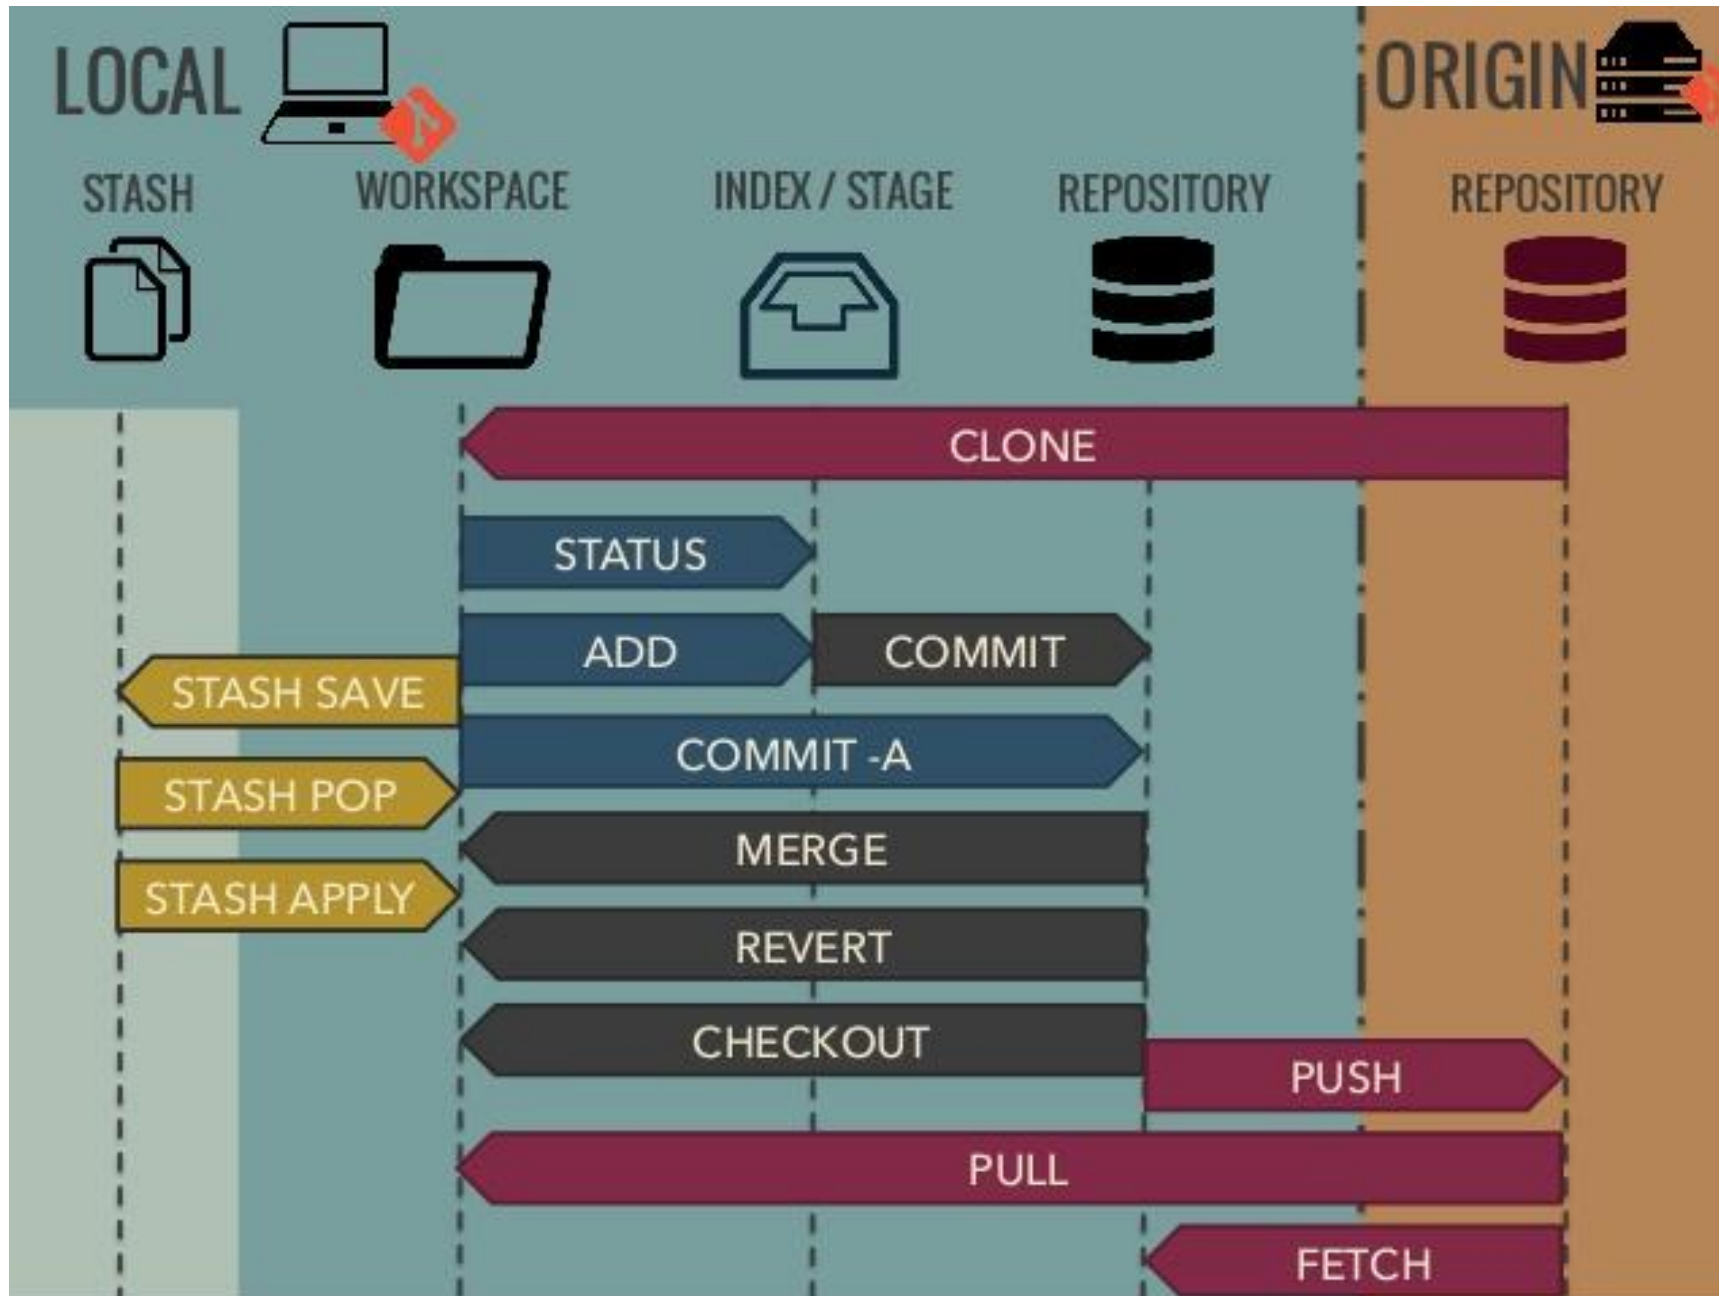 LOCAL
ORIGIN
STASH
WORKSPACE
INDEX / STAGE
REPOSITORY
REPOSITORY
CLONE
STATUS
ADD
COMMIT
STASH SAVE
COMMIT -A
STASH POP
MERGE
STASH APPLY
REVERT
CHECKOUT
PUSH
PULL
FETCH